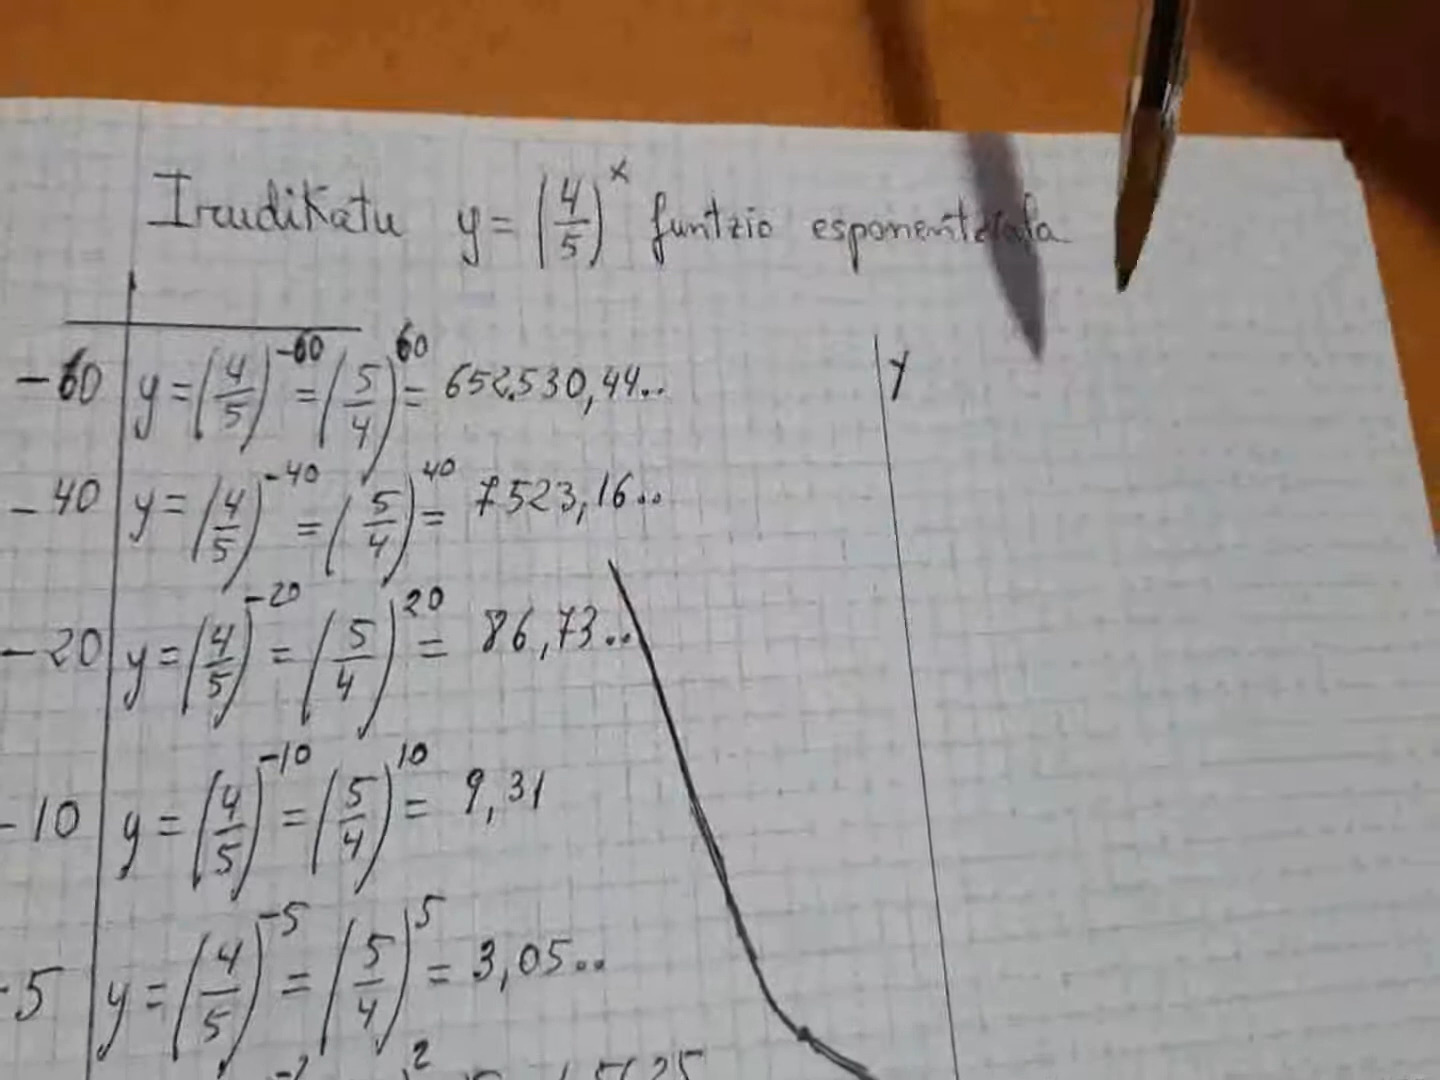 Irudikatu y = (4/5)^x funtzio esponentziala
-60 y = (4/5)^-60 = (5/4)^60 = 652.530,44..
-40 y = (4/5)^-40 = (5/4)^40 = 7523,16..
-20 y = (4/5)^-20 = (5/4)^20 = 86,73..
-10 y = (4/5)^-10 = (5/4)^10 = 9,31
-5 y = (4/5)^-5 = (5/4)^5 = 3,05..
y